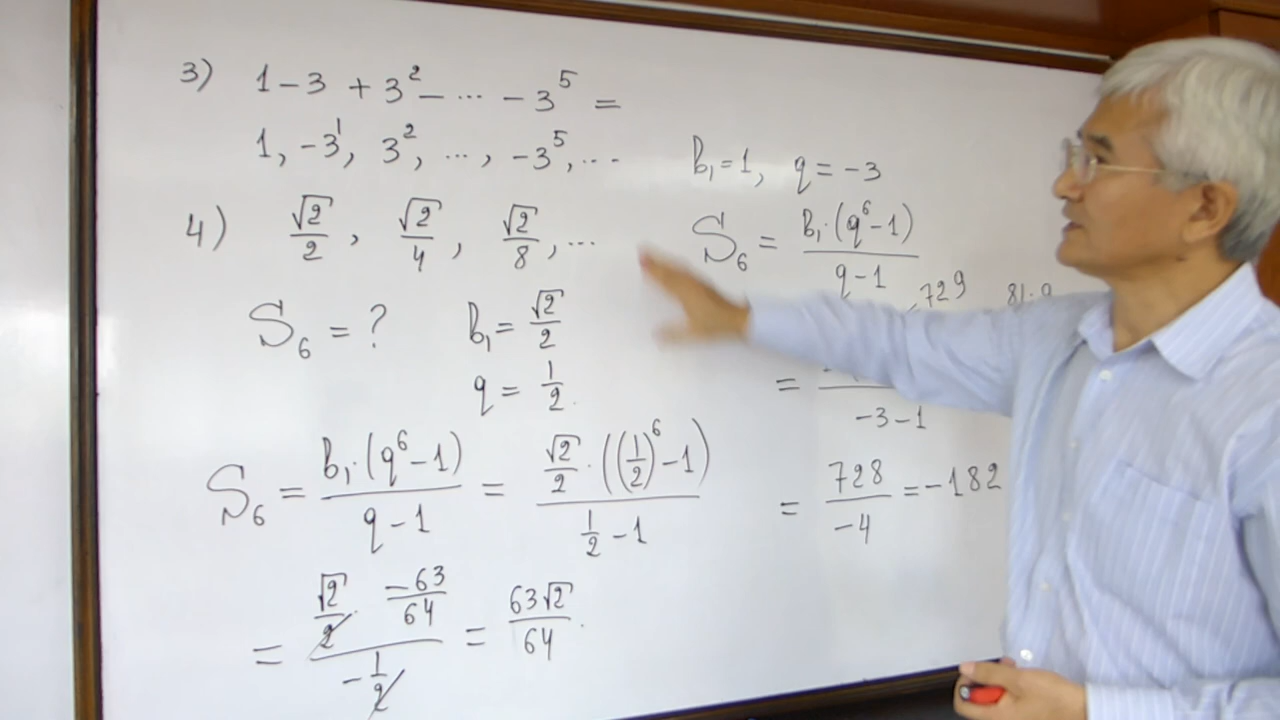 3) 1 - 3 + 3² - ... - 3⁵ =
1, -3¹, 3², ..., -3⁵, ...
4) √2/2, √2/4, √2/8, ...
S₆ = ? b₁ = √2/2
q = 1/2.
S₆ = b₁·(q⁶-1)/(q-1) = (√2/2·((1/2)⁶-1))/(1/2-1)
= (√2/2 · -63/64)/(-1/2) = 63√2/64.
b₁=1, q = -3
S₆ = b₁·(q⁶-1)/(q-1)
729 81·9
= /(-3-1)
= 728/-4 = -182